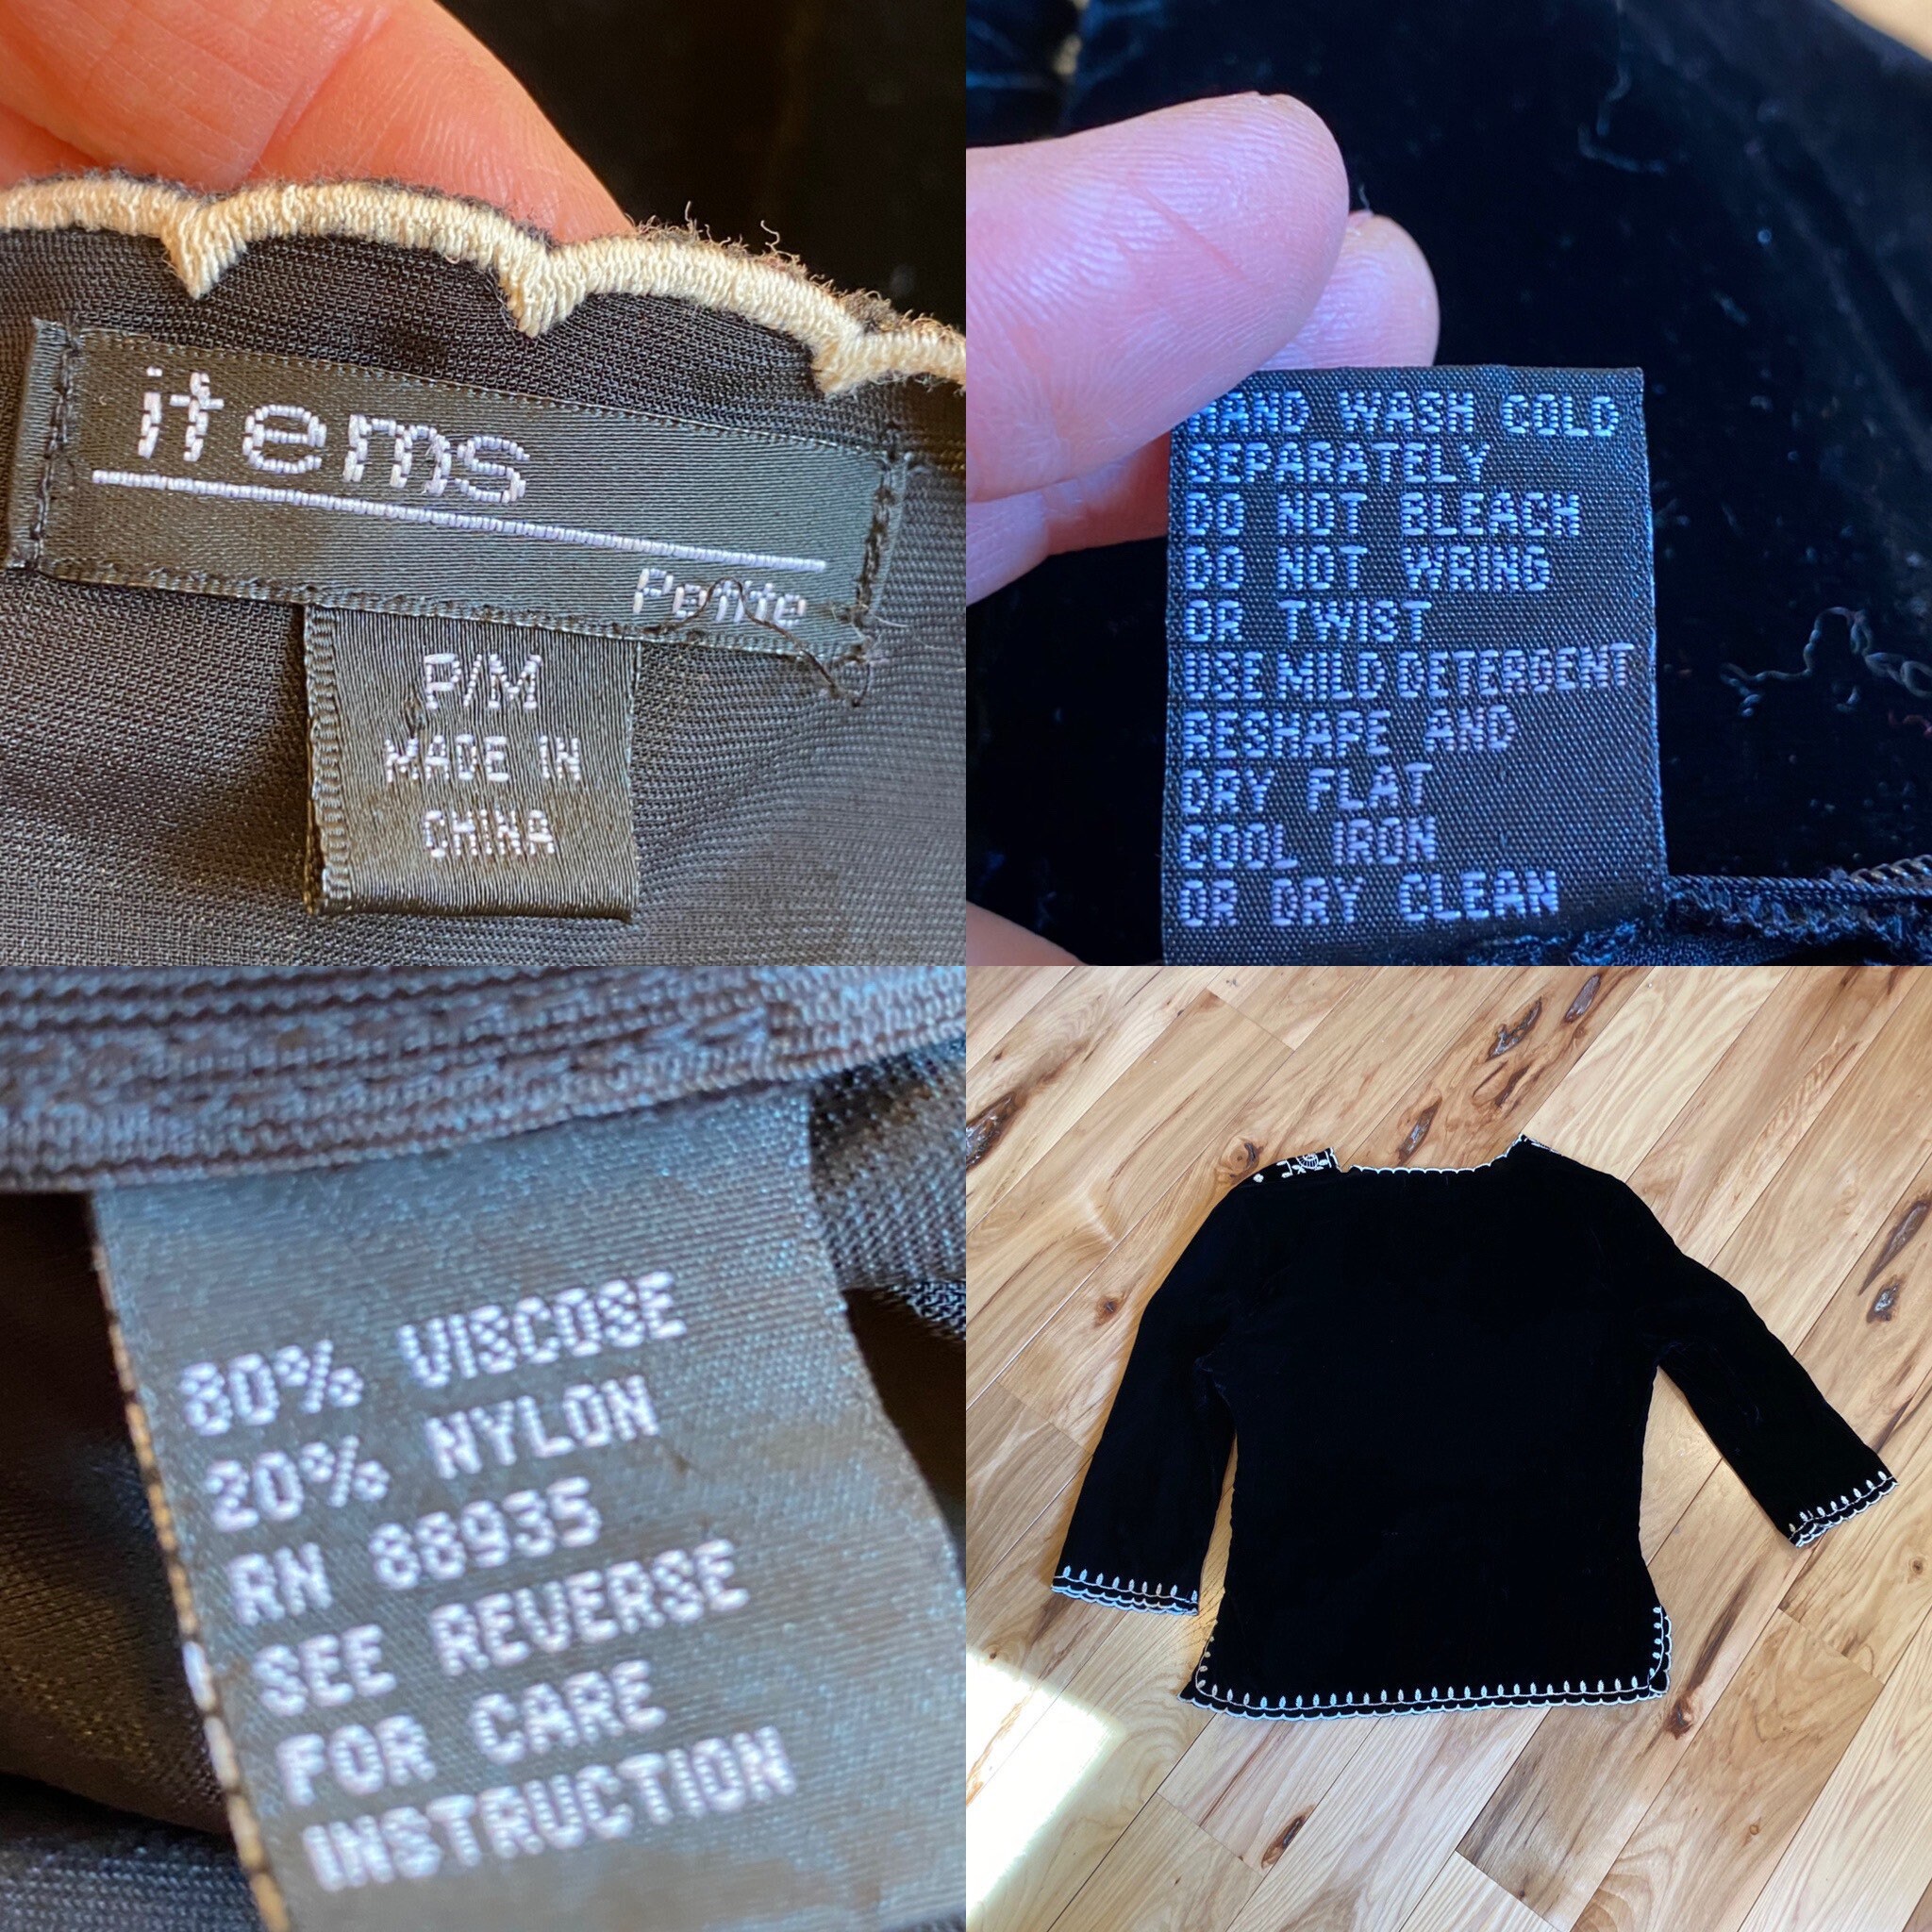 items
Petite
P/M
MADE IN
CHINA
HAND WASH COLD
SEPARATELY
DO NOT BLEACH
DO NOT WRING
OR TWIST
USE MILD DETERGENT
RESHAPE AND
DRY FLAT
COOL IRON
OR DRY CLEAN
80% VISCOSE
20% NYLON
RN 88935
SEE REVERSE
FOR CARE
INSTRUCTION